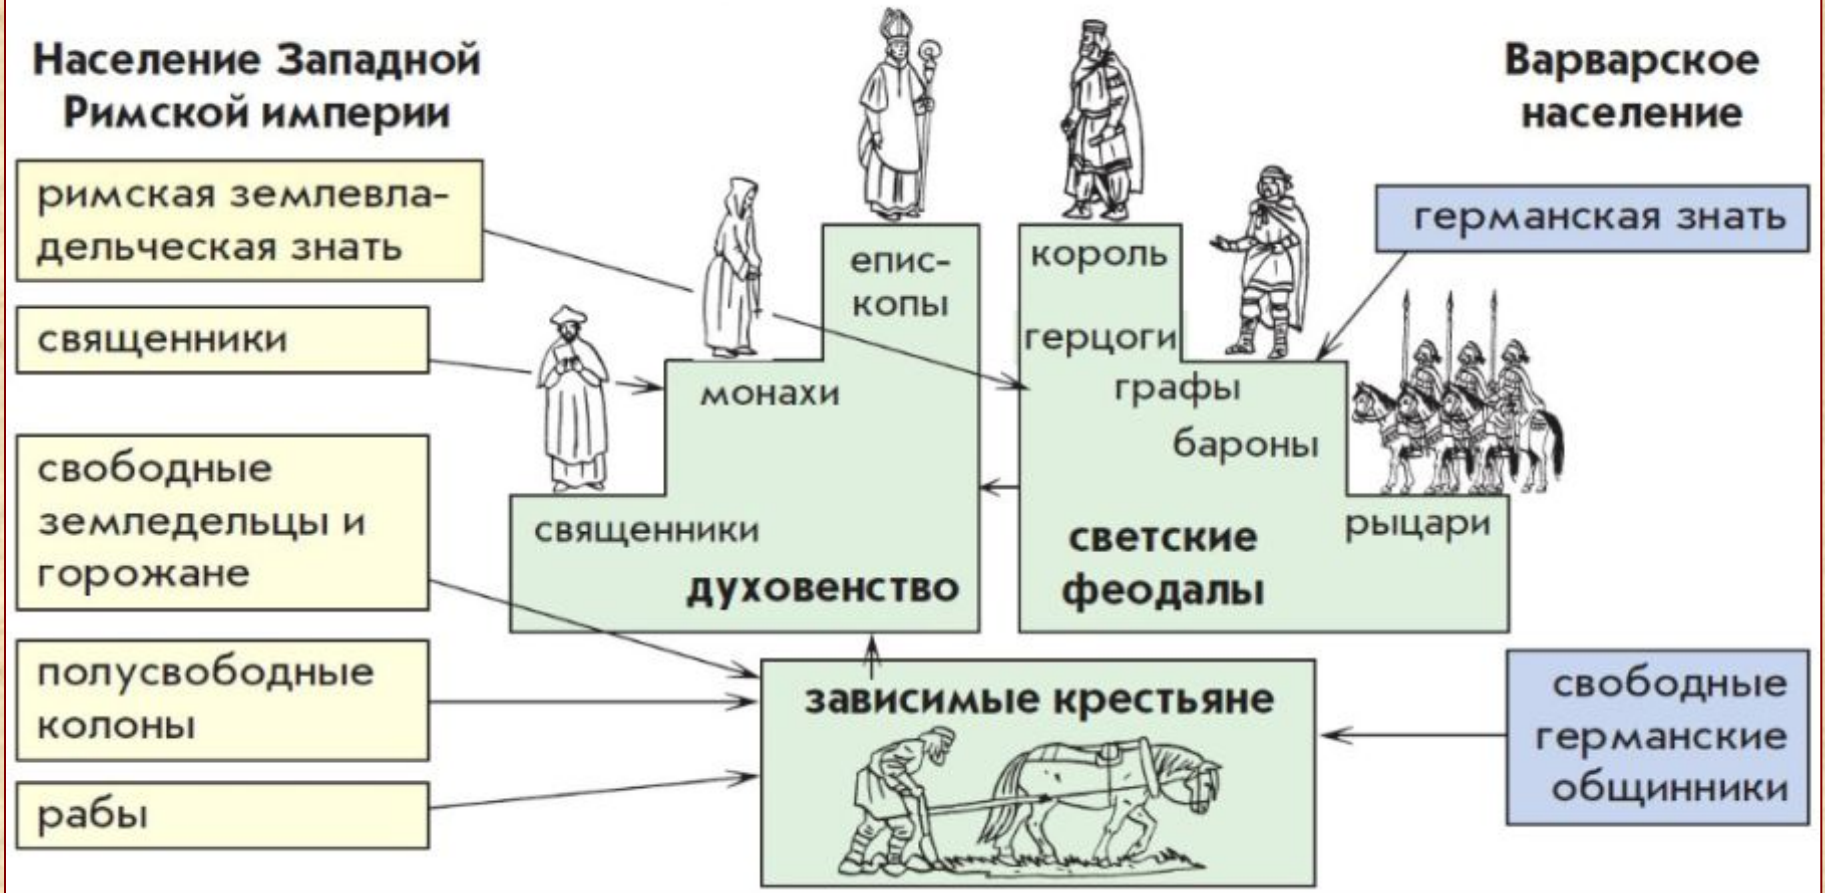 Население Западной
Римской империи
римская землевла-
дельческая знать
священники
свободные
земледельцы и
горожане
полусвободные
колоны
рабы
епис-
копы
монахи
священники
духовенство
король
герцоги
графы
бароны
рыцари
светские
феодалы
зависимые крестьяне
Варварское
население
германская знать
свободные
германские
общинники